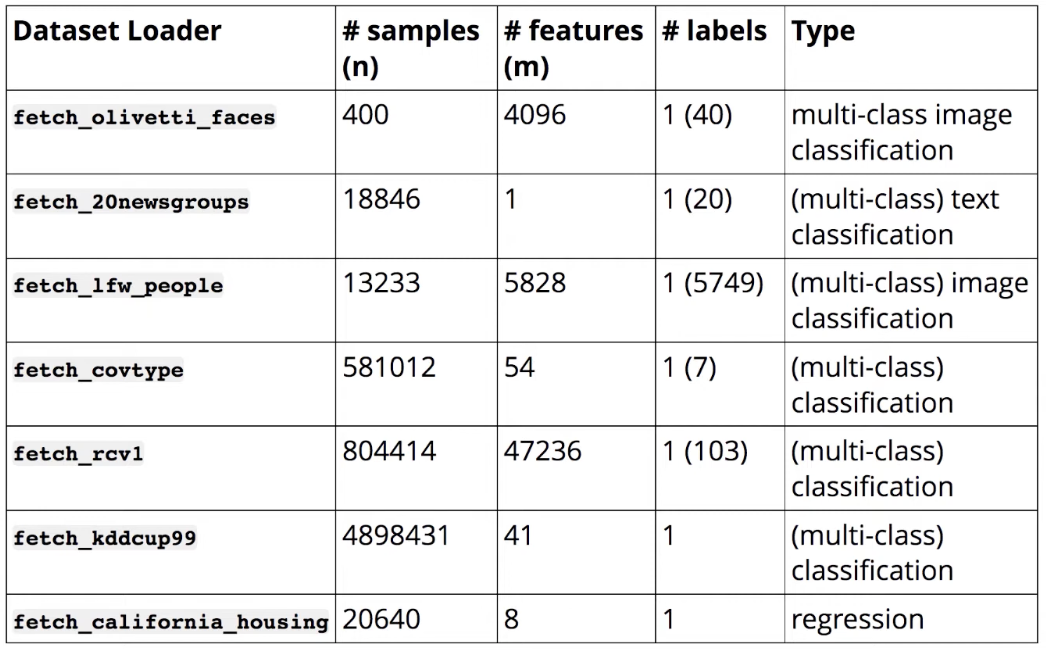 Dataset Loader # samples (n) # features (m) # labels Type
fetch_olivetti_faces 400 4096 1 (40) multi-class image classification
fetch_20newsgroups 18846 1 1 (20) (multi-class) text classification
fetch_lfw_people 13233 5828 1 (5749) (multi-class) image classification
fetch_covtype 581012 54 1 (7) (multi-class) classification
fetch_rcv1 804414 47236 1 (103) (multi-class) classification
fetch_kddcup99 4898431 41 1 (multi-class) classification
fetch_california_housing 20640 8 1 regression